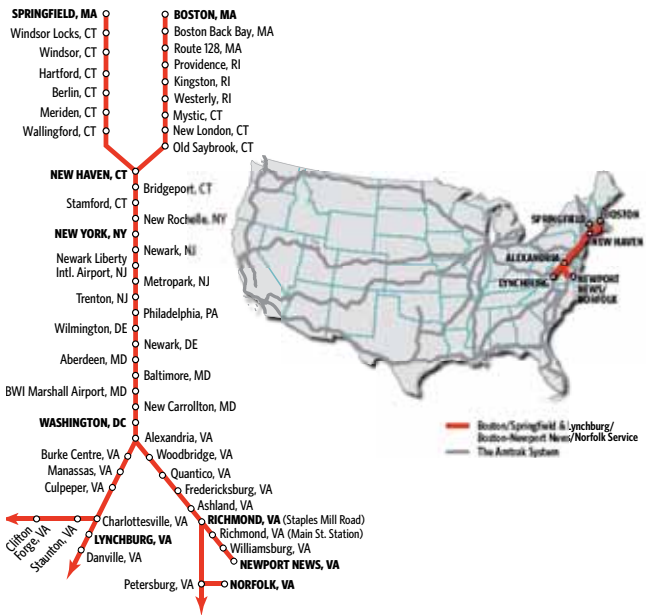 SPRINGFIELD, MA
Windsor Locks, CT
Windsor, CT
Hartford, CT
Berlin, CT
Meriden, CT
Wallingford, CT
BOSTON, MA
Boston Back Bay, MA
Route 128, MA
Providence, RI
Kingston, RI
Westerly, RI
Mystic, CT
New London, CT
Old Saybrook, CT
NEW HAVEN, CT
Bridgeport, CT
Stamford, CT
New Rochelle, NY
NEW YORK, NY
Newark, NJ
Newark Liberty
Intl. Airport, NJ
Metropark, NJ
Trenton, NJ
Philadelphia, PA
Wilmington, DE
Newark, DE
Aberdeen, MD
Baltimore, MD
BWI Marshall Airport, MD
New Carrollton, MD
WASHINGTON, DC
Alexandria, VA
Burke Centre, VA
Manassas, VA
Culpeper, VA
Charlottesville, VA
Staunton, VA
Clifton
Forge, VA
LYNCHBURG, VA
Danville, VA
Woodbridge, VA
Quantico, VA
Fredericksburg, VA
Ashland, VA
RICHMOND, VA (Staples Mill Road)
Richmond, VA (Main St. Station)
Williamsburg, VA
NEWPORT NEWS, VA
Petersburg, VA
NORFOLK, VA
SPRINGFIELD
BOSTON
NEW HAVEN
ALEXANDRIA
LYNCHBURG
NEWPORT
NEWS/
NORFOLK
Boston/Springfield & Lynchburg/
Boston-Newport News/Norfolk Service
The Amtrak System